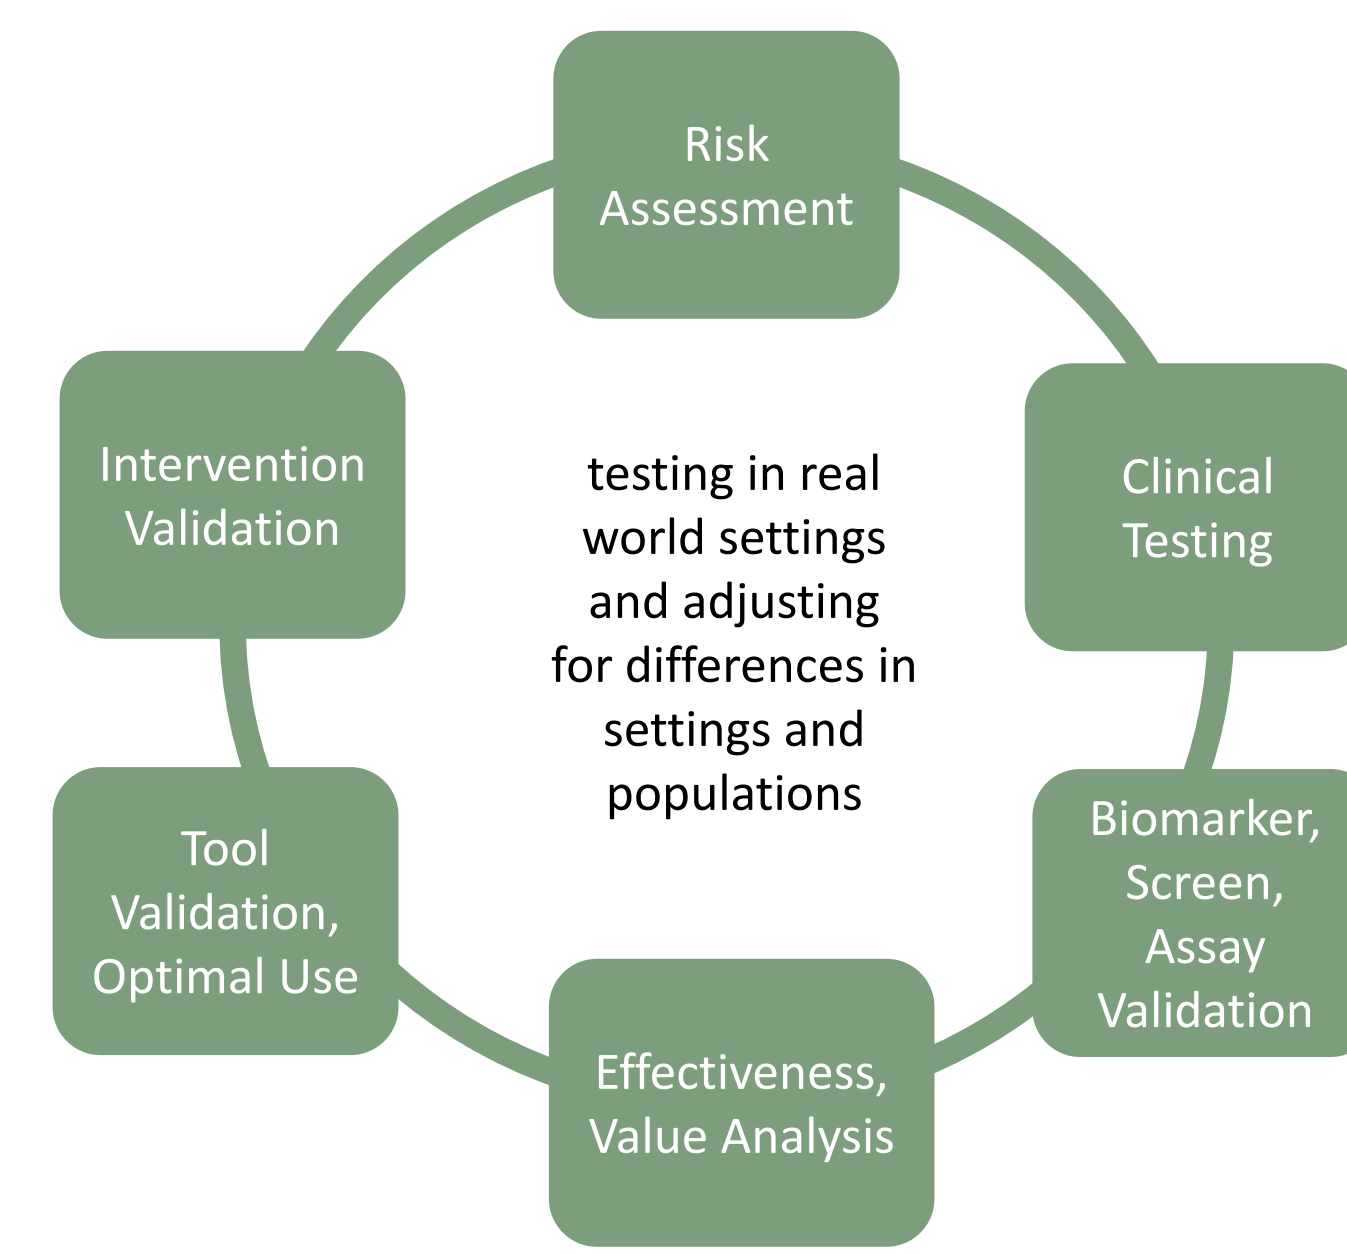 Risk
Assessment
Intervention
Validation
Clinical
Testing
testing in real
world settings
and adjusting
for differences in
settings and
populations
Tool
Validation,
Optimal Use
Biomarker,
Screen,
Assay
Validation
Effectiveness,
Value Analysis